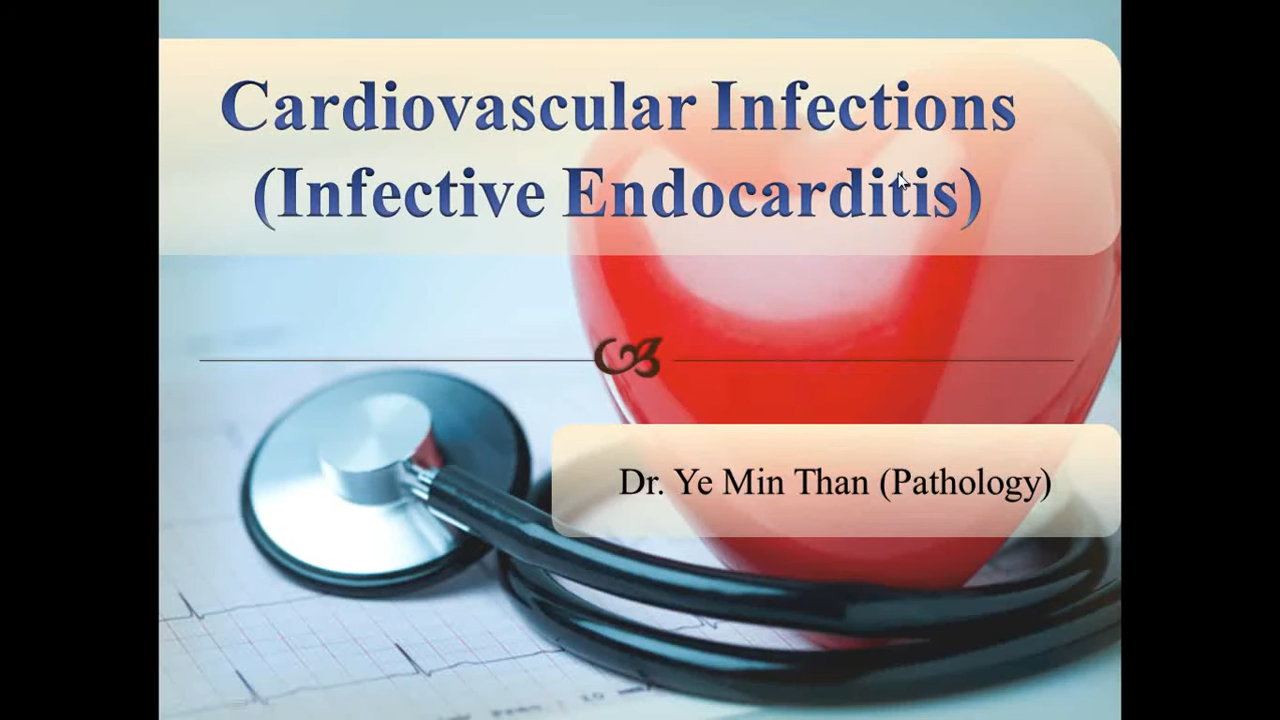 Cardiovascular Infections
(Infective Endocarditis)
Dr. Ye Min Than (Pathology)